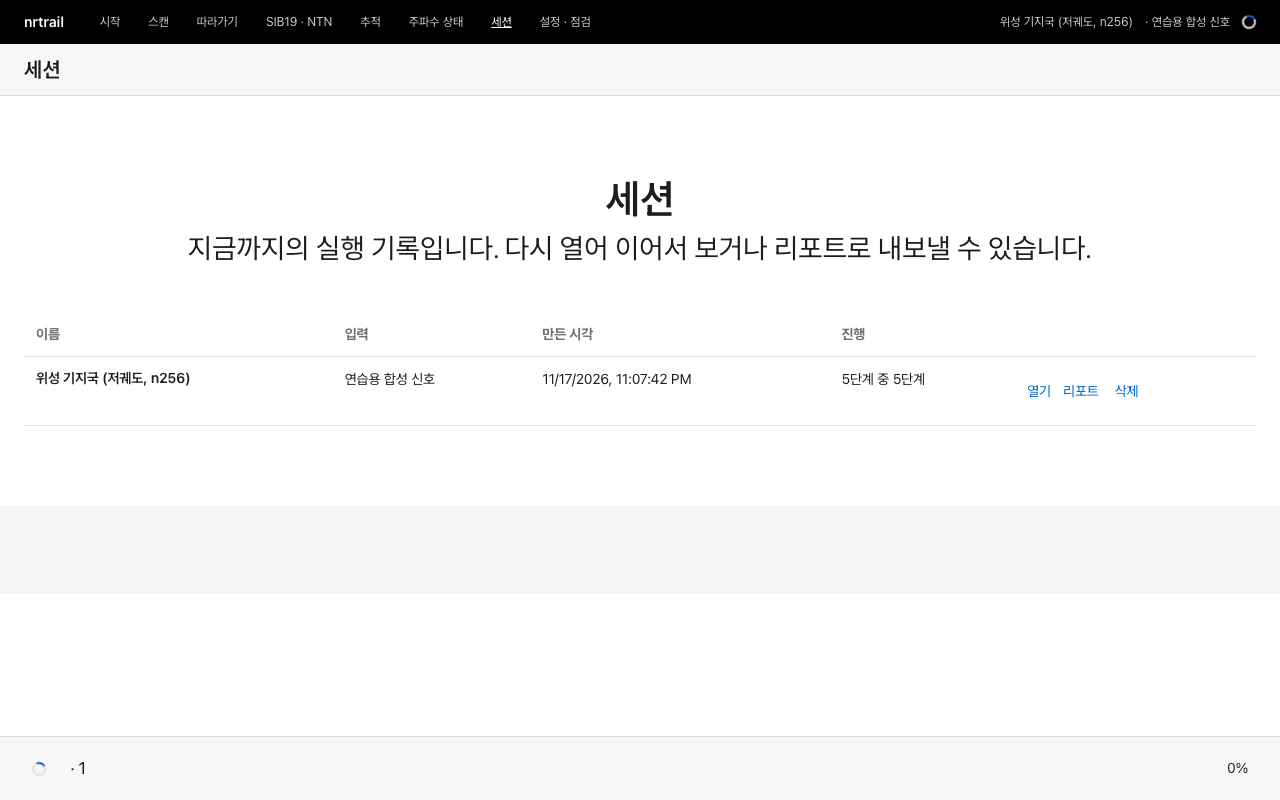 nrtrail 시작 스캔 따라가기 SIB19 · NTN 추적 주파수 상태 세션 설정 · 점검 위성 기지국 (저궤도, n256) · 연습용 합성 신호
세션
세션
지금까지의 실행 기록입니다. 다시 열어 이어서 보거나 리포트로 내보낼 수 있습니다.
이름 입력 만든 시각 진행
위성 기지국 (저궤도, n256) 연습용 합성 신호 11/17/2026, 11:07:42 PM 5단계 중 5단계 열기 리포트 삭제
· 1 0%